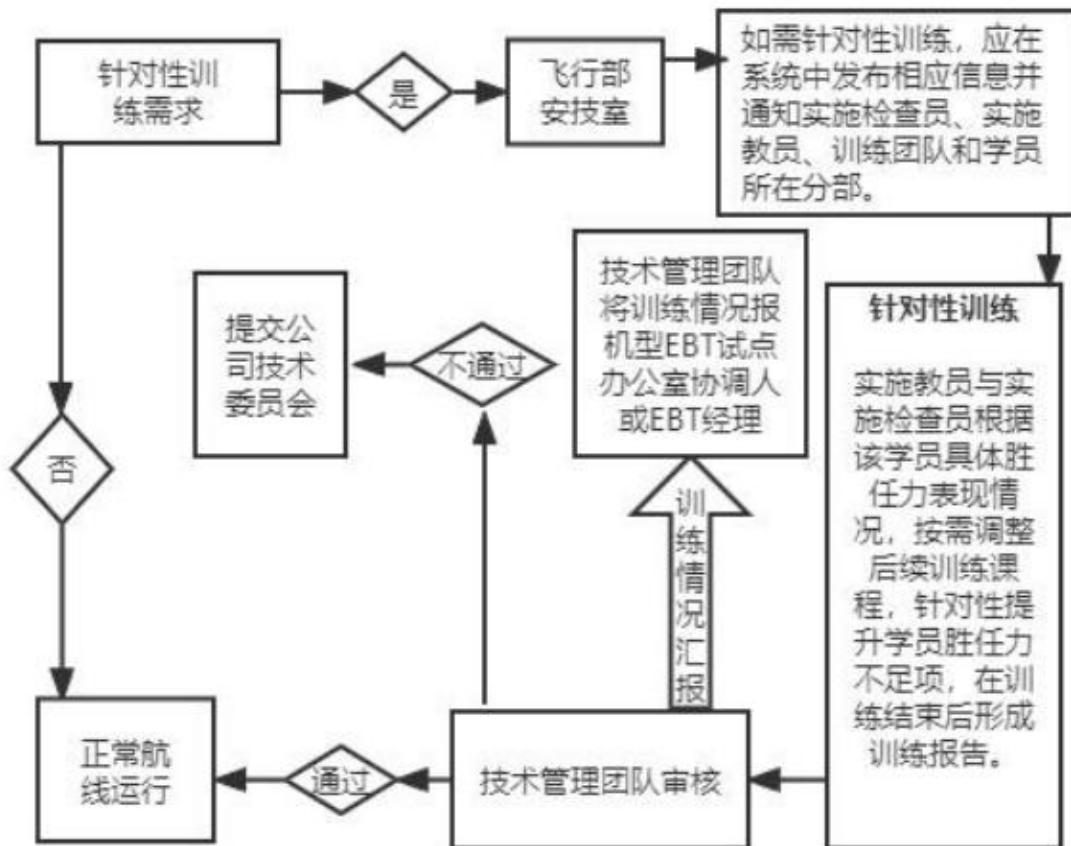 针对性训
练需求
是
飞行部
安技室
如需针对性训练，应在
系统中发布相应信息并
通知实施检查员、实施
教员、训练团队和学员
所在分部。
提交公
司技术
委员会
不通过
技术管理团队
将训练情况报
机型EBT试点
办公室协调人
或EBT经理
针对性训练
实施教员与实
施检查员根据
该学员具体胜
任力表现情
况，按需调整
后续训练课
程，针对性提
升学员胜任力
不足项，在训
练结束后形成
训练报告。
否
训练情况汇报
正常航
线运行
通过
技术管理团队审核